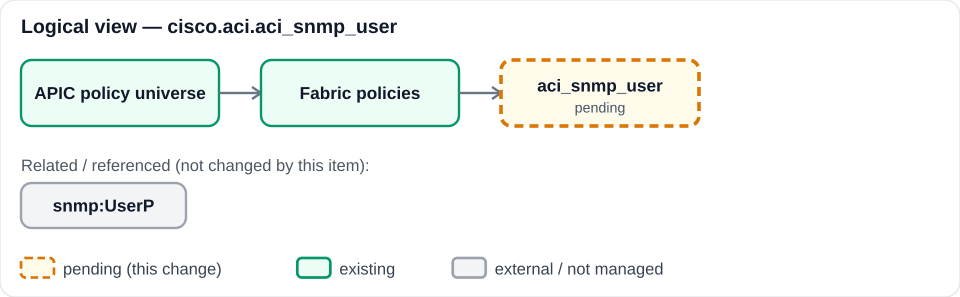 Logical view — cisco.aci.aci_snmp_user
APIC policy universe
Fabric policies
aci_snmp_user
pending
Related / referenced (not changed by this item):
snmp:UserP
pending (this change)
existing
external / not managed